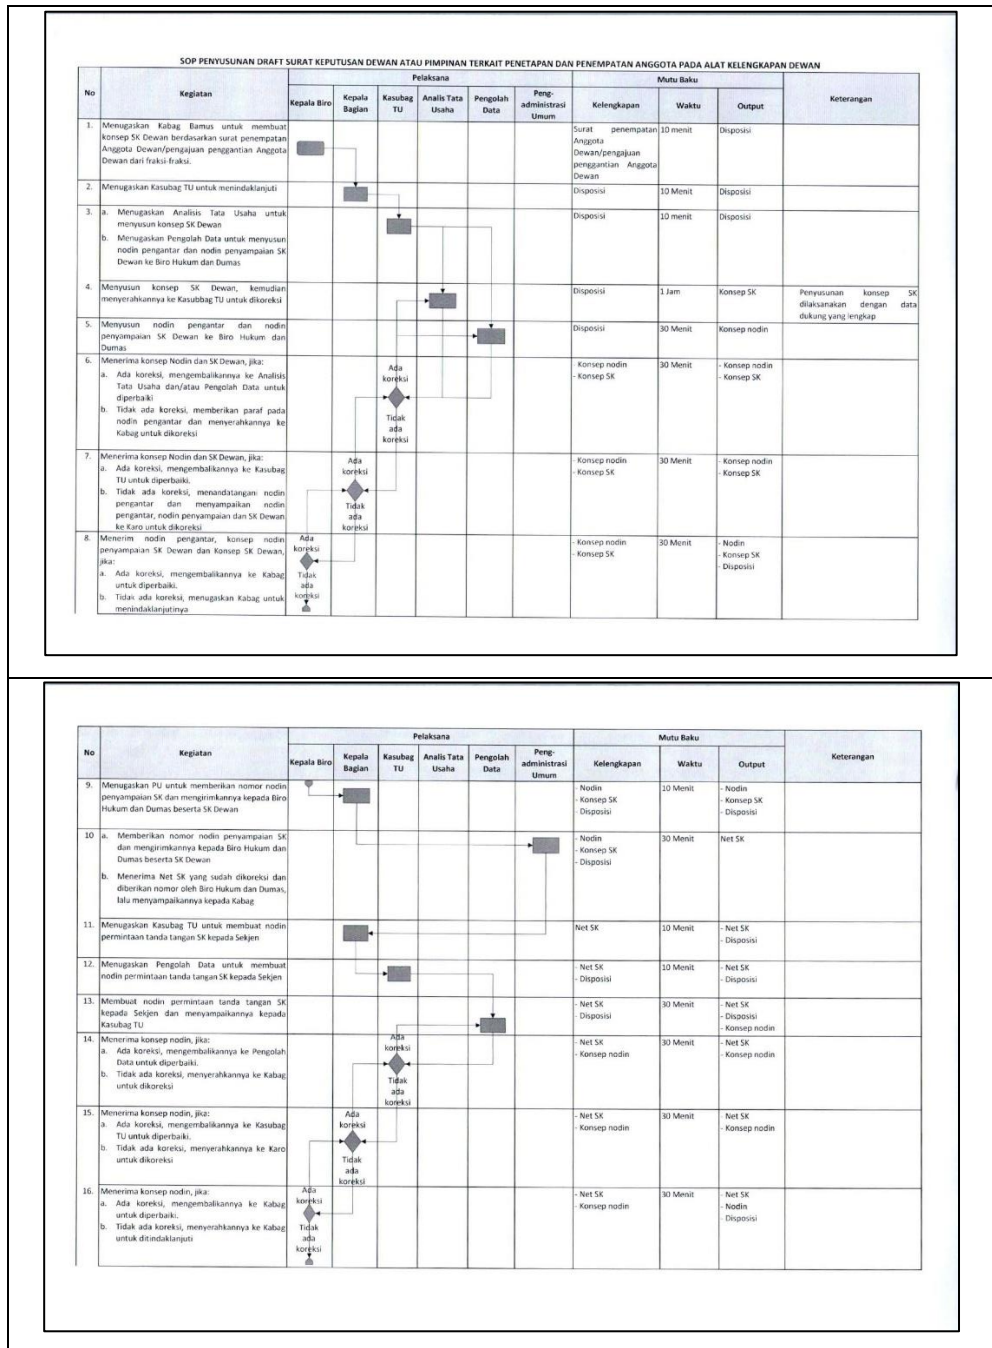 SOP PENYUSUNAN DRAFT SURAT KEPUTUSAN DEWAN ATAU PIMPINAN TERKAIT PENETAPAN DAN PENEMPATAN ANGGOTA PADA ALAT KELENGKAPAN DEWAN
No
Kegiatan
Pelaksana
Mutu Baku
Keterangan
Kepala Biro
Kepala Bagian
Kasubag TU
Analis Tata Usaha
Pengolah Data
Peng-administrasi Umum
Kelengkapan
Waktu
Output
1. Menugaskan Kabag Bamus untuk membuat
konsep SK Dewan berdasarkan surat penempatan
Anggota Dewan/pengajuan penggantian Anggota
Dewan dari fraksi-fraksi.
Surat penempatan
Anggota
Dewan/pengajuan
penggantian Anggota
Dewan
10 menit
Disposisi
2. Menugaskan Kasubag TU untuk menindaklanjuti
Disposisi
10 Menit
Disposisi
3. a. Menugaskan Analisis Tata Usaha untuk
menyusun konsep SK Dewan
b. Menugaskan Pengolah Data untuk menyusun
nodin pengantar dan nodin penyampaian SK
Dewan ke Biro Hukum dan Dumas
Disposisi
10 menit
Disposisi
4. Menyusun konsep SK Dewan, kemudian
menyerahkannya ke Kasubbag TU untuk dikoreksi
Disposisi
1 Jam
Konsep SK
Penyusunan konsep SK
dilaksanakan dengan data
dukung yang lengkap
5. Menyusun nodin pengantar dan nodin
penyampaian SK Dewan ke Biro Hukum dan
Dumas
Disposisi
30 Menit
Konsep nodin
6. Menerima konsep Nodin dan SK Dewan, jika:
a. Ada koreksi, mengembalikannya ke Analisis
Tata Usaha dan/atau Pengolah Data untuk
diperbaiki
b. Tidak ada koreksi, memberikan paraf pada
nodin pengantar dan menyerahkannya ke
Kabag untuk dikoreksi
Ada
koreksi
Tidak
ada
koreksi
- Konsep nodin
- Konsep SK
30 Menit
- Konsep nodin
- Konsep SK
7. Menerima konsep Nodin dan SK Dewan, jika:
a. Ada koreksi, mengembalikannya ke Kasubag
TU untuk diperbaiki.
b. Tidak ada koreksi, menandatangani nodin
pengantar dan menyampaikan nodin
pengantar, nodin penyampaian dan SK Dewan
ke Karo untuk dikoreksi
Ada
koreksi
Tidak
ada
koreksi
- Konsep nodin
- Konsep SK
30 Menit
- Konsep nodin
- Konsep SK
8. Menerim nodin pengantar, konsep nodin
penyampaian SK Dewan dan Konsep SK Dewan,
jika:
a. Ada koreksi, mengembalikannya ke Kabag
untuk diperbaiki.
b. Tidak ada koreksi, menugaskan Kabag untuk
menindaklanjutinya
Ada
koreksi
Tidak
ada
koreksi
- Konsep nodin
- Konsep SK
30 Menit
- Nodin
- Konsep SK
- Disposisi
No
Kegiatan
Pelaksana
Mutu Baku
Keterangan
Kepala Biro
Kepala Bagian
Kasubag TU
Analis Tata Usaha
Pengolah Data
Peng-administrasi Umum
Kelengkapan
Waktu
Output
9. Menugaskan PU untuk memberikan nomor nodin
penyampaian SK dan mengirimkannya kepada Biro
Hukum dan Dumas beserta SK Dewan
- Nodin
- Konsep SK
- Disposisi
10 Menit
- Nodin
- Konsep SK
- Disposisi
10 a. Memberikan nomor nodin penyampaian SK
dan mengirimkannya kepada Biro Hukum dan
Dumas beserta SK Dewan
b. Menerima Net SK yang sudah dikoreksi dan
diberikan nomor oleh Biro Hukum dan Dumas,
lalu menyampaikannya kepada Kabag
- Nodin
- Konsep SK
- Disposisi
30 Menit
Net SK
11. Menugaskan Kasubag TU untuk membuat nodin
permintaan tanda tangan SK kepada Sekjen
Net SK
10 Menit
- Net SK
- Disposisi
12. Menugaskan Pengolah Data untuk membuat
nodin permintaan tanda tangan SK kepada Sekjen
- Net SK
- Disposisi
10 Menit
- Net SK
- Disposisi
13. Membuat nodin permintaan tanda tangan SK
kepada Sekjen dan menyampaikannya kepada
Kasubag TU
- Net SK
- Disposisi
30 Menit
- Net SK
- Disposisi
- Konsep nodin
14. Menerima konsep nodin, jika:
a. Ada koreksi, mengembalikannya ke Pengolah
Data untuk diperbaiki.
b. Tidak ada koreksi, menyerahkannya ke Kabag
untuk dikoreksi
Ada
koreksi
Tidak
ada
koreksi
- Net SK
- Konsep nodin
30 Menit
- Net SK
- Konsep nodin
15. Menerima konsep nodin, jika:
a. Ada koreksi, mengembalikannya ke Kasubag
TU untuk diperbaiki.
b. Tidak ada koreksi, menyerahkannya ke Karo
untuk dikoreksi
Ada
koreksi
Tidak
ada
koreksi
- Net SK
- Konsep nodin
30 Menit
- Net SK
- Konsep nodin
16. Menerima konsep nodin, jika:
a. Ada koreksi, mengembalikannya ke Kabag
untuk diperbaiki.
b. Tidak ada koreksi, menyerahkannya ke Kabag
untuk ditindaklanjuti
Ada
koreksi
Tidak
ada
koreksi
- Net SK
- Konsep nodin
30 Menit
- Net SK
- Nodin
- Disposisi